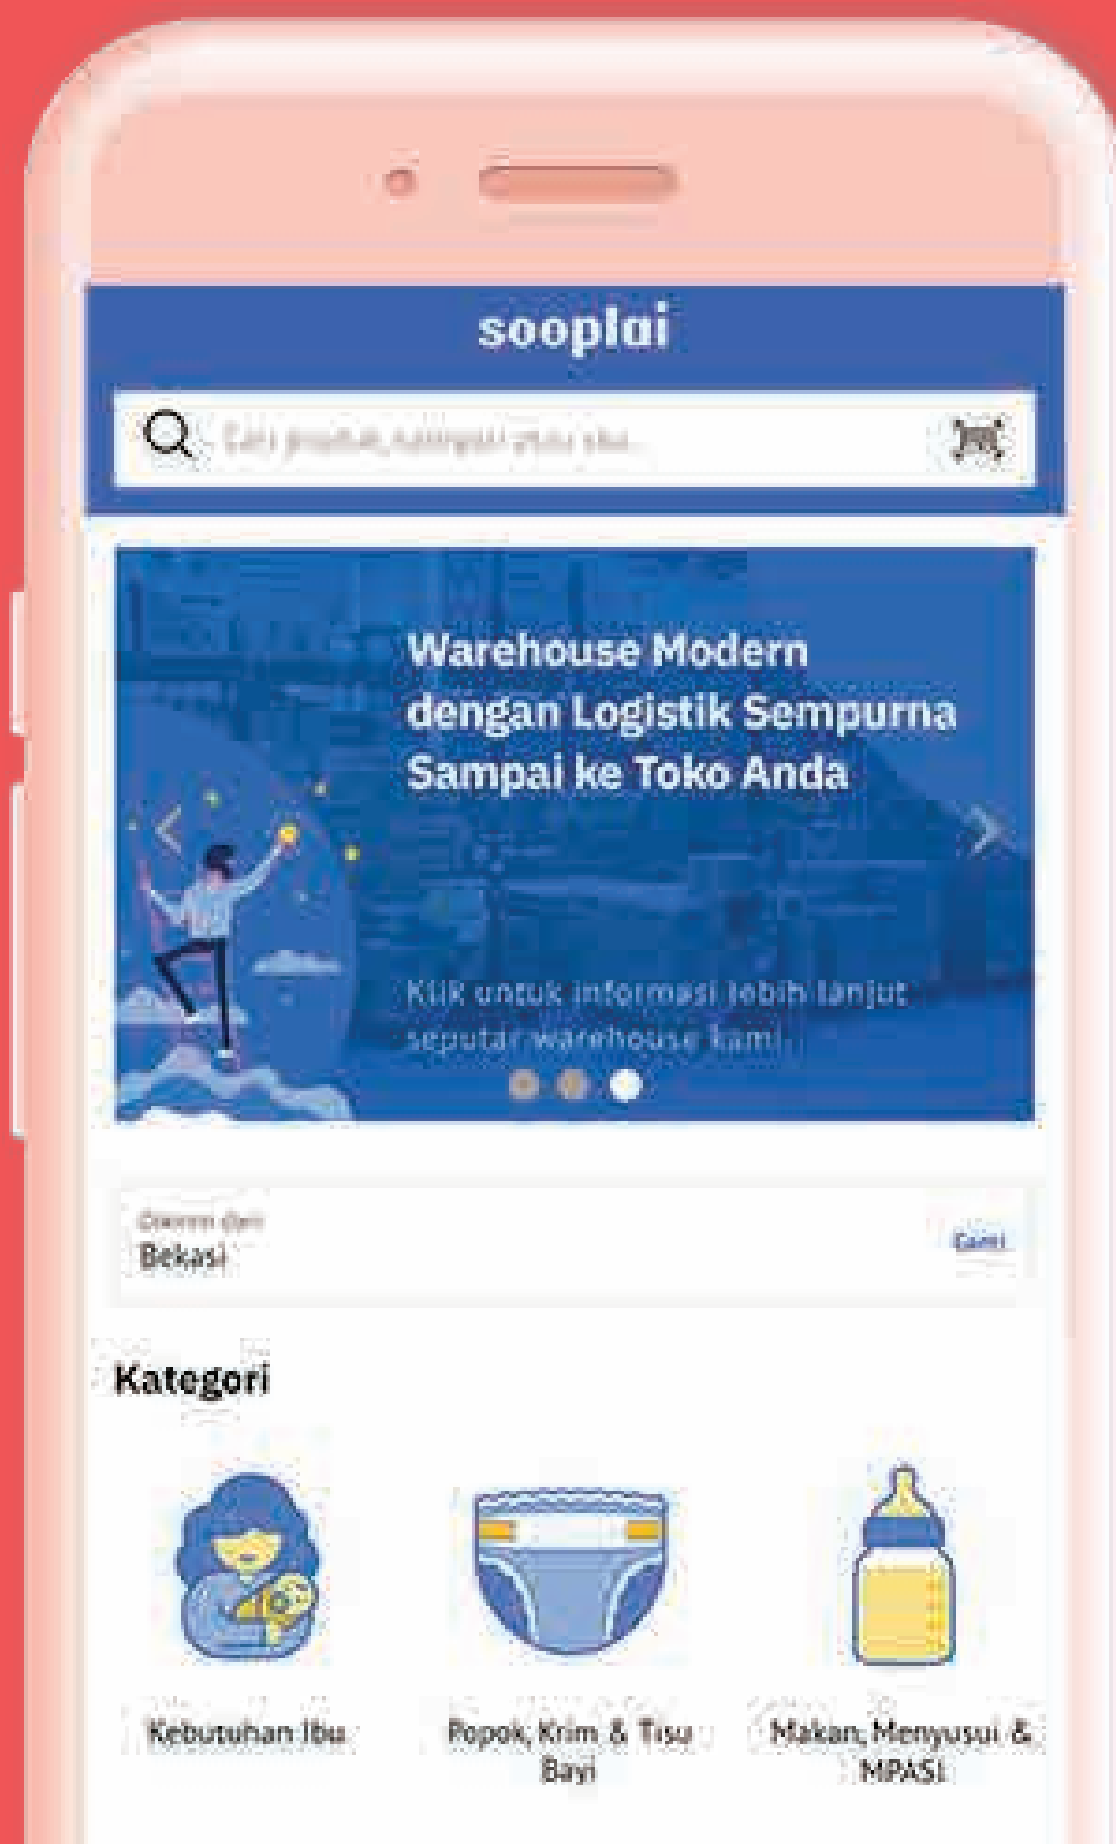 sooplai
Warehouse Modern
dengan Logistik Sempurna
Sampai ke Toko Anda
Klik untuk informasi lebih lanjut
seputar warehouse kami
Bekasi
Kategori
Kebutuhan Ibu
Popok, Krim & Tisu
Bayi
Makan, Menyusui &
MPASI